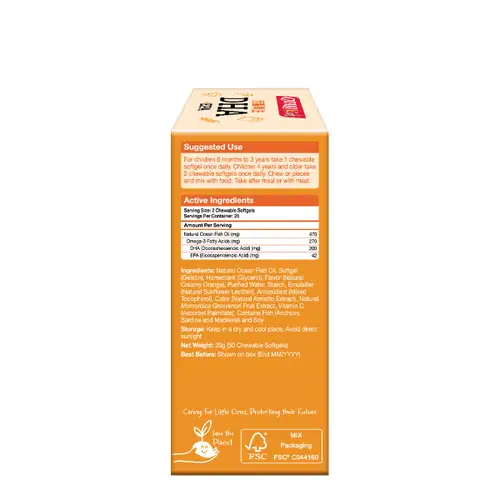 DHA
Suggested Use
For children 6 months to 3 years take 1 chewable
softgel once daily. Children 4 years and older take
2 chewable softgels once daily. Chew or pieces
and mix with food. Take after meal or with meal.
Active Ingredients
Serving Size: 2 Chewable Softgels
Servings Per Container: 25
Amount Per Serving
Natural Ocean Fish Oil (mg) 470
Omega-3 Fatty Acids (mg) 270
DHA (Docosahexaenoic Acid) (mg) 200
EPA (Eicosapentaenoic Acid) (mg) 42
Ingredients: Natural Ocean Fish Oil, Softgel
(Gelatin), Humectant (Glycerin), Flavor (Natural
Creamy Orange), Purified Water, Starch, Emulsifier
(Natural Sunflower Lecithin), Antioxidant (Mixed
Tocopherol), Color (Natural Annatto Extract), Natural
Momordica Grosvenori Fruit Extract, Vitamin C
(Ascorbyl Palmitate). Contains Fish (Anchovy,
Sardine and Mackerel) and Soy
Storage: Keep in a dry and cool place. Avoid direct
sunlight
Net Weight: 20g (50 Chewable Softgels)
Best Before: Shown on box (End MM/YYYY)
Caring for Little Ones, Protecting their Future
Save the
Planet
FSC
MIX
Packaging
FSC® C044160